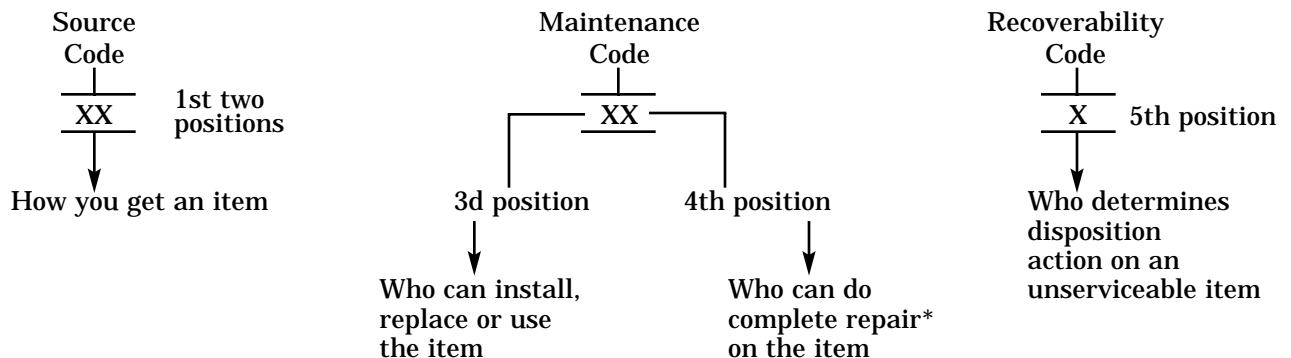 Source
Code
XX
1st two
positions
How you get an item
Maintenance
Code
XX
3d position
4th position
Who can install,
replace or use
the item
Who can do
complete repair*
on the item
Recoverability
Code
X
5th position
Who determines
disposition
action on an
unserviceable item